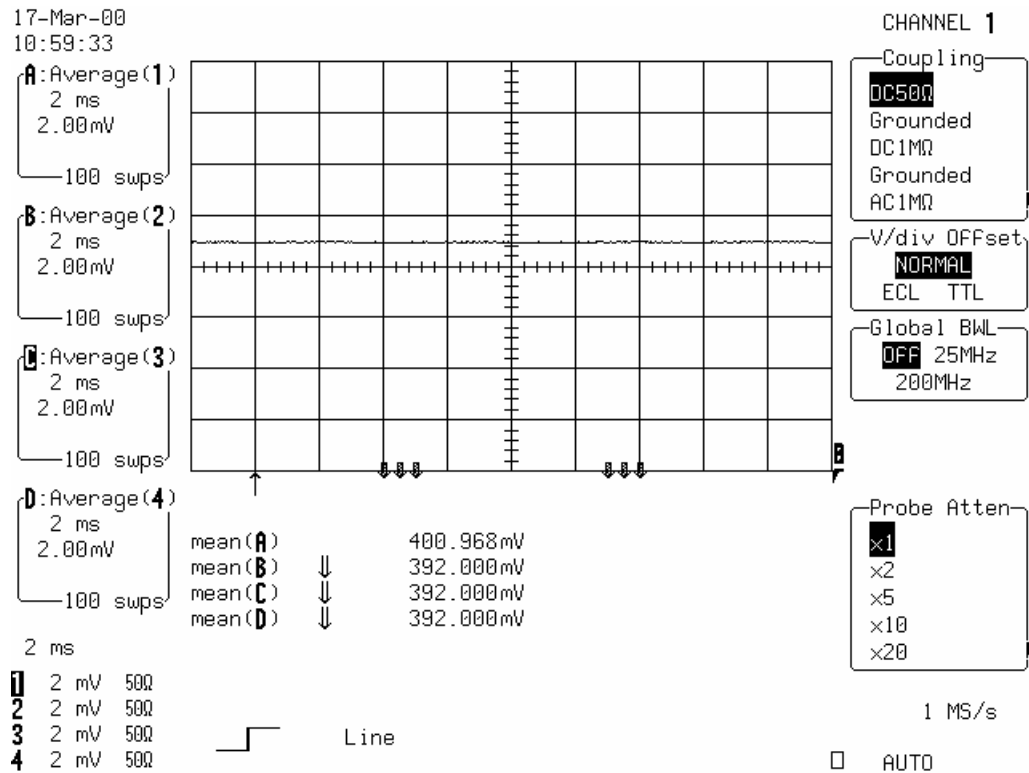 17-Mar-00
10:59:33
A:Average(1)
2 ms
2.00mV
100 swps
B:Average(2)
2 ms
2.00mV
100 swps
C:Average(3)
2 ms
2.00mV
100 swps
D:Average(4)
2 ms
2.00mV
100 swps
mean(A) 400.968mV
mean(B) ⇓ 392.000mV
mean(C) ⇓ 392.000mV
mean(D) ⇓ 392.000mV
2 ms
1 2 mV 50Ω
2 2 mV 50Ω
3 2 mV 50Ω
4 2 mV 50Ω
Line
CHANNEL 1
Coupling
DC50Ω
Grounded
DC1MΩ
Grounded
AC1MΩ
V/div OFFset
NORMAL
ECL TTL
Global BWL
OFF 25MHz
200MHz
Probe Atten
×1
×2
×5
×10
×20
1 MS/s
AUTO